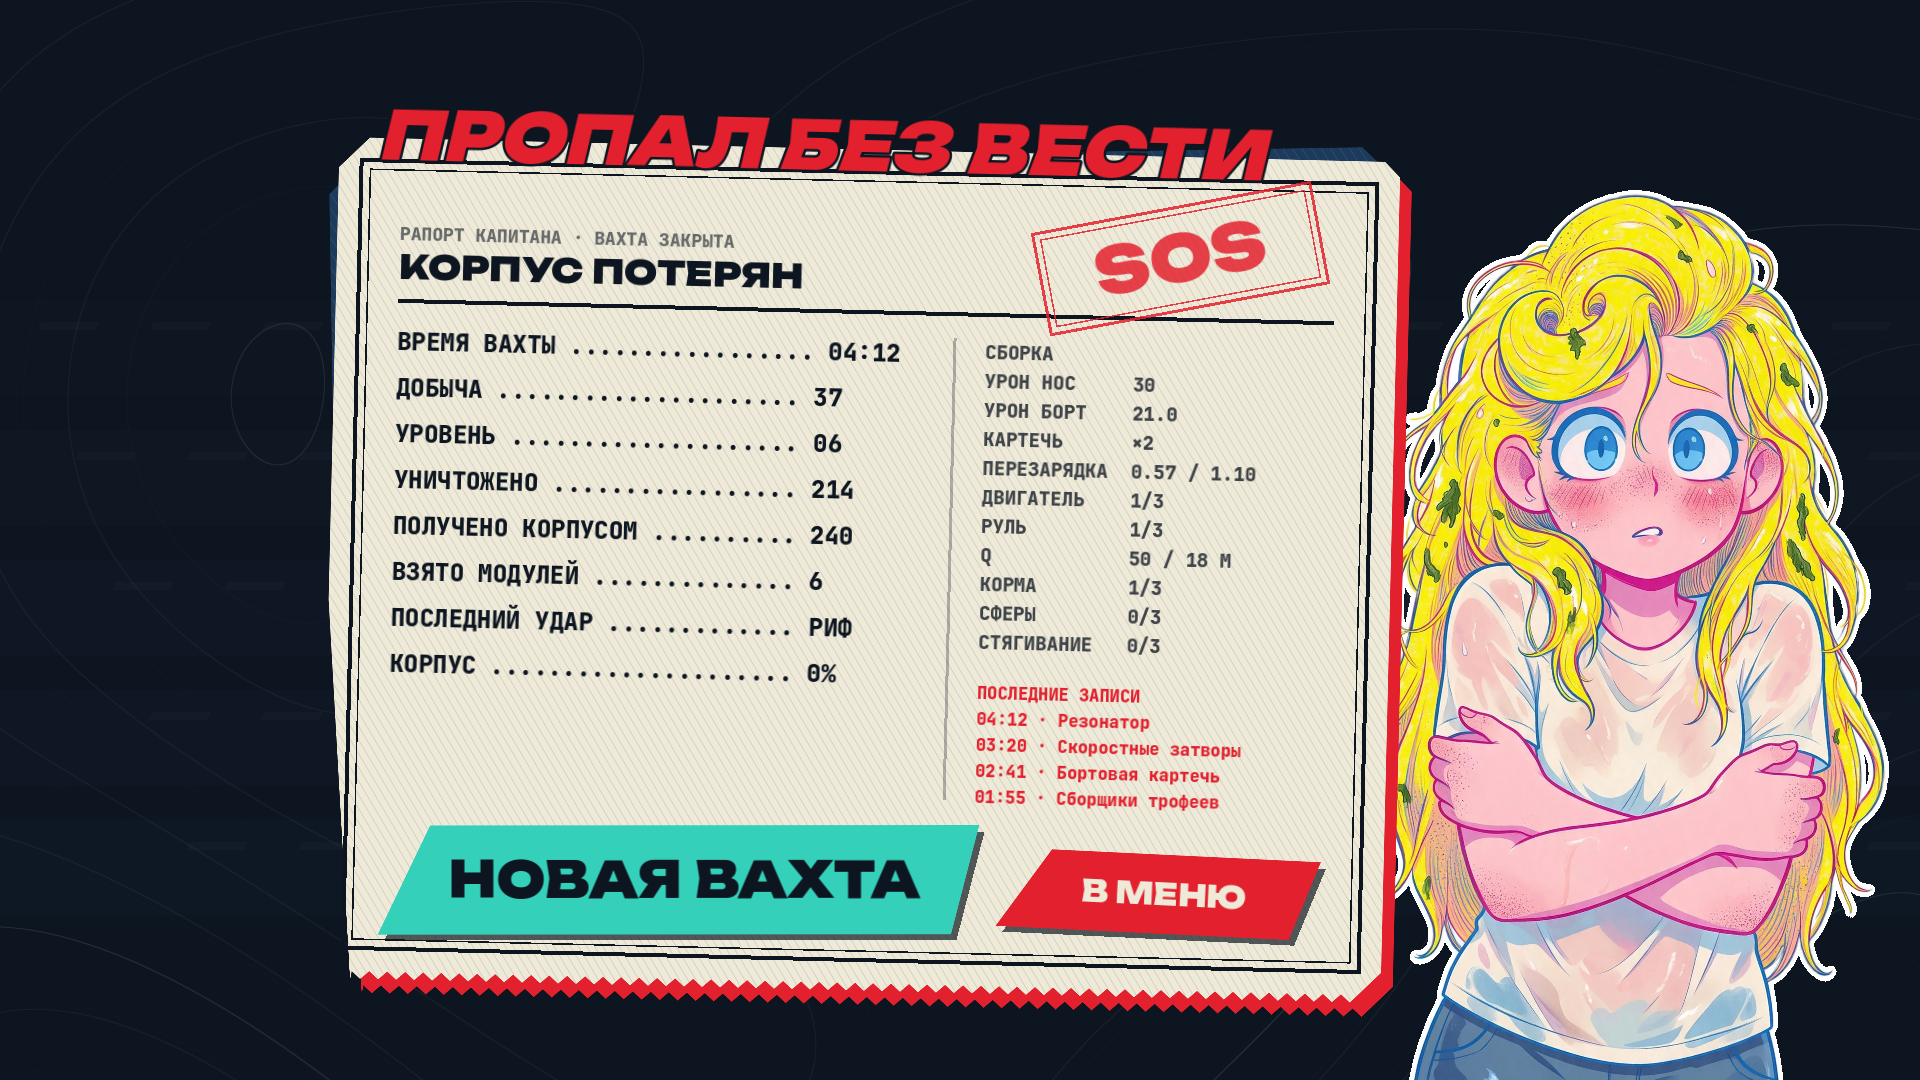 ПРОПАЛ БЕЗ ВЕСТИ
РАПОРТ КАПИТАНА · ВАХТА ЗАКРЫТА
КОРПУС ПОТЕРЯН
SOS
ВРЕМЯ ВАХТЫ ................. 04:12
ДОБЫЧА ..................... 37
УРОВЕНЬ .................... 06
УНИЧТОЖЕНО ................. 214
ПОЛУЧЕНО КОРПУСОМ .......... 240
ВЗЯТО МОДУЛЕЙ .............. 6
ПОСЛЕДНИЙ УДАР ............. РИФ
КОРПУС ..................... 0%
СБОРКА
УРОН НОС 30
УРОН БОРТ 21.0
КАРТЕЧЬ ×2
ПЕРЕЗАРЯДКА 0.57 / 1.10
ДВИГАТЕЛЬ 1/3
РУЛЬ 1/3
Q 50 / 18 М
КОРМА 1/3
СФЕРЫ 0/3
СТЯГИВАНИЕ 0/3
ПОСЛЕДНИЕ ЗАПИСИ
04:12 · Резонатор
03:20 · Скоростные затворы
02:41 · Бортовая картечь
01:55 · Сборщики трофеев
НОВАЯ ВАХТА
В МЕНЮ